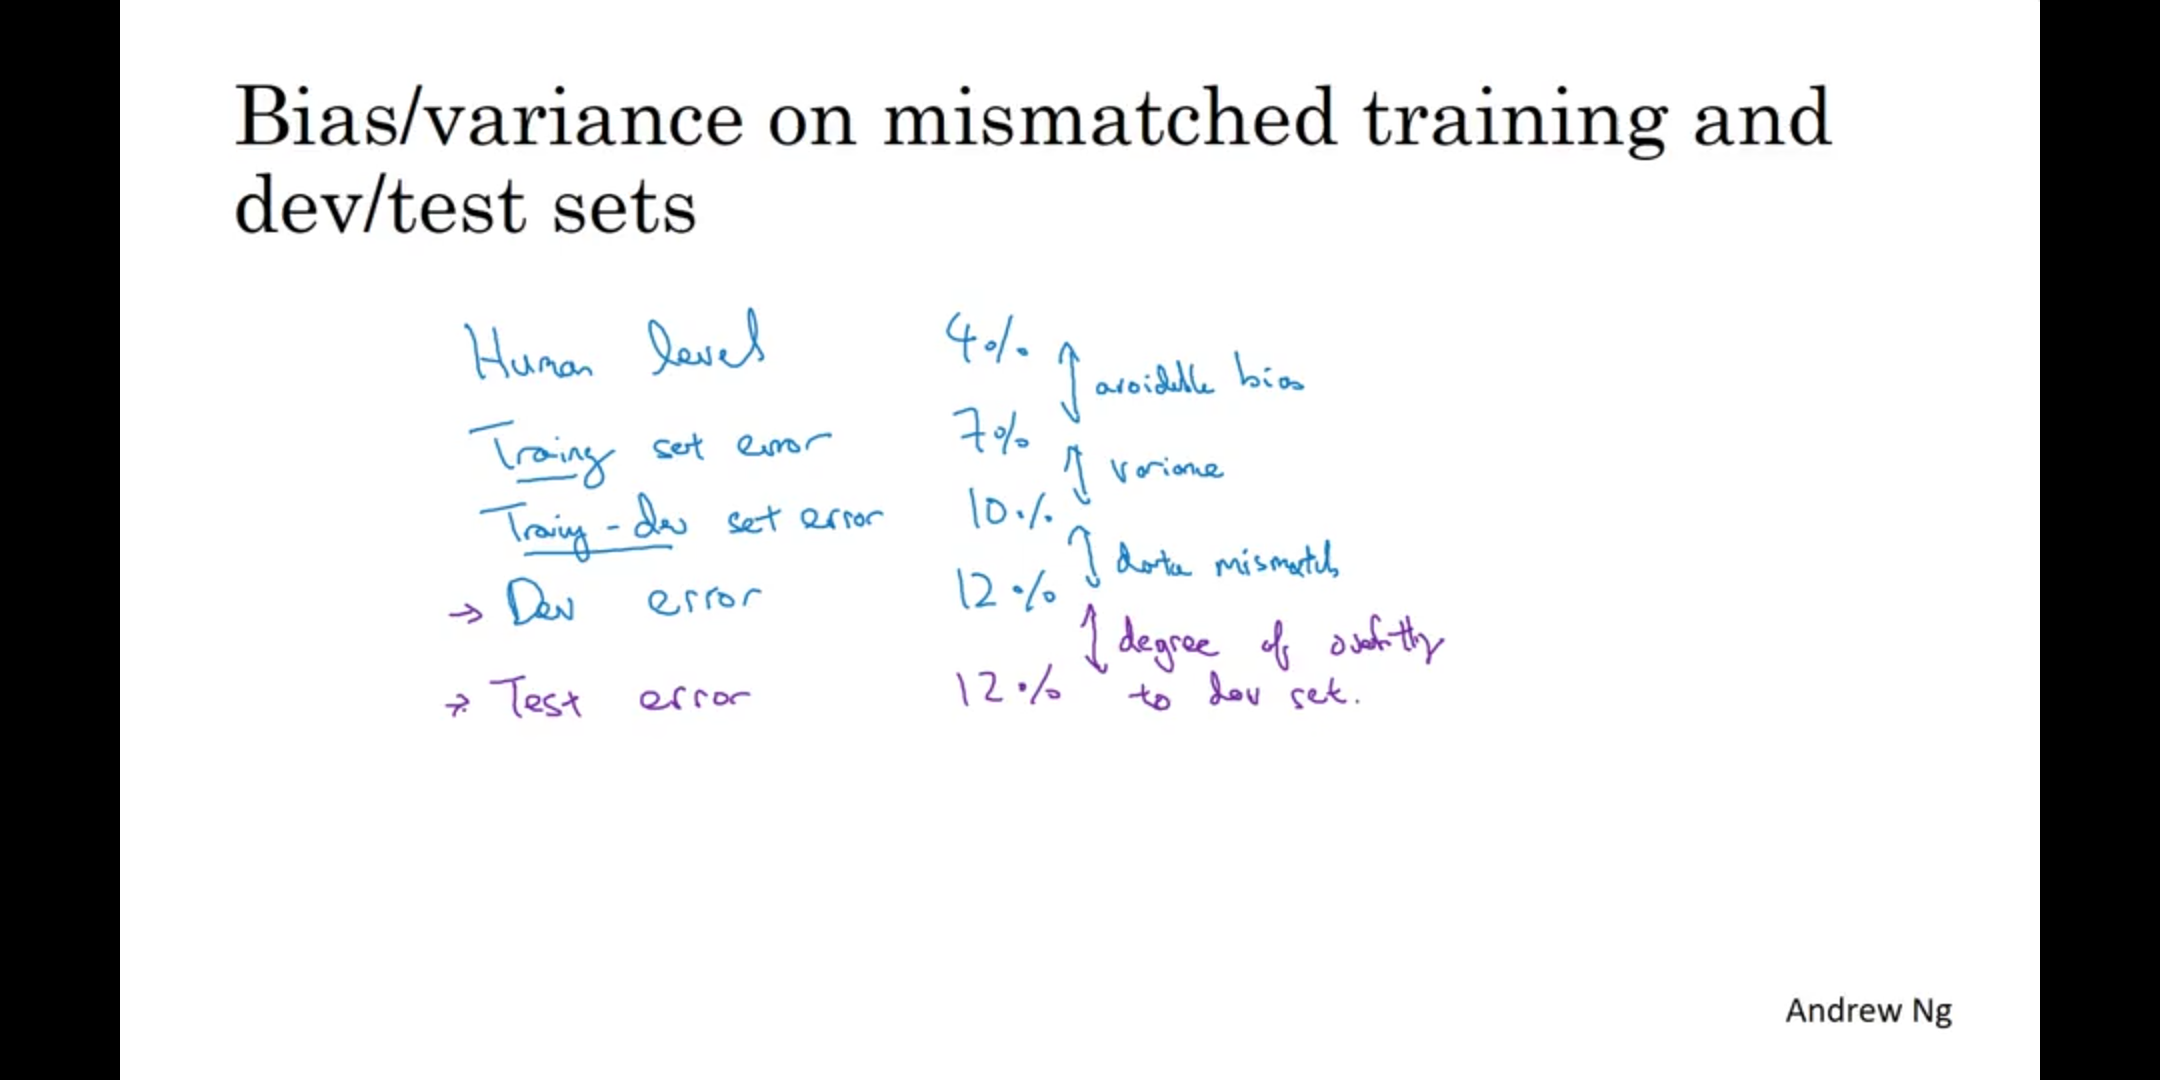 Bias/variance on mismatched training and
dev/test sets
Human level 4%
avoidable bias
Training set error 7%
variance
Training-dev set error 10%
data mismatch
→ Dev error 12%
degree of overfitting
→ Test error 12% to dev set.
Andrew Ng